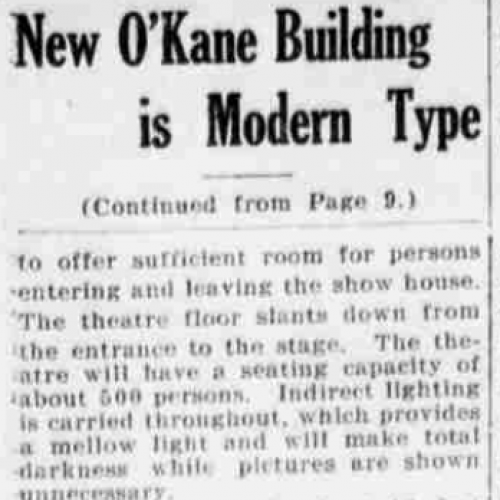 New O'Kane Building
is Modern Type
(Continued from Page 9.)
to offer sufficient room for persons
entering and leaving the show house.
The theatre floor slants down from
the entrance to the stage. The the-
atre will have a seating capacity of
about 500 persons. Indirect lighting
is carried throughout, which provides
a mellow light and will make total
darkness while pictures are shown
unnecessary.